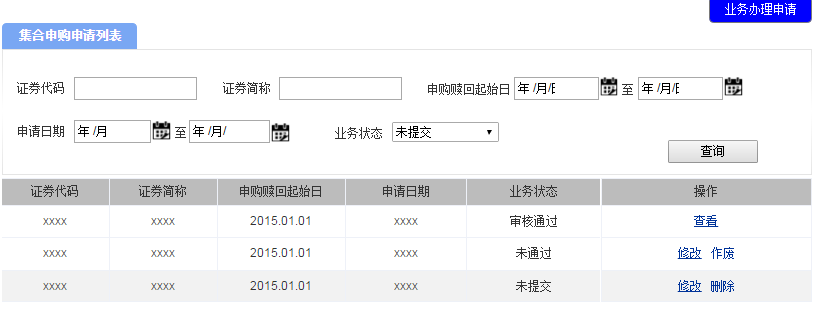 业务办理申请
集合申购申请列表
证券代码 证券简称 申购赎回起始日 年 /月/日 至 年 /月/日
申请日期 年 /月 至 年 /月/ 业务状态 未提交
查询
证券代码 证券简称 申购赎回起始日 申请日期 业务状态 操作
xxxx xxxx 2015.01.01 xxxx 审核通过 查看
xxxx xxxx 2015.01.01 xxxx 未通过 修改 作废
xxxx xxxx 2015.01.01 xxxx 未提交 修改 删除